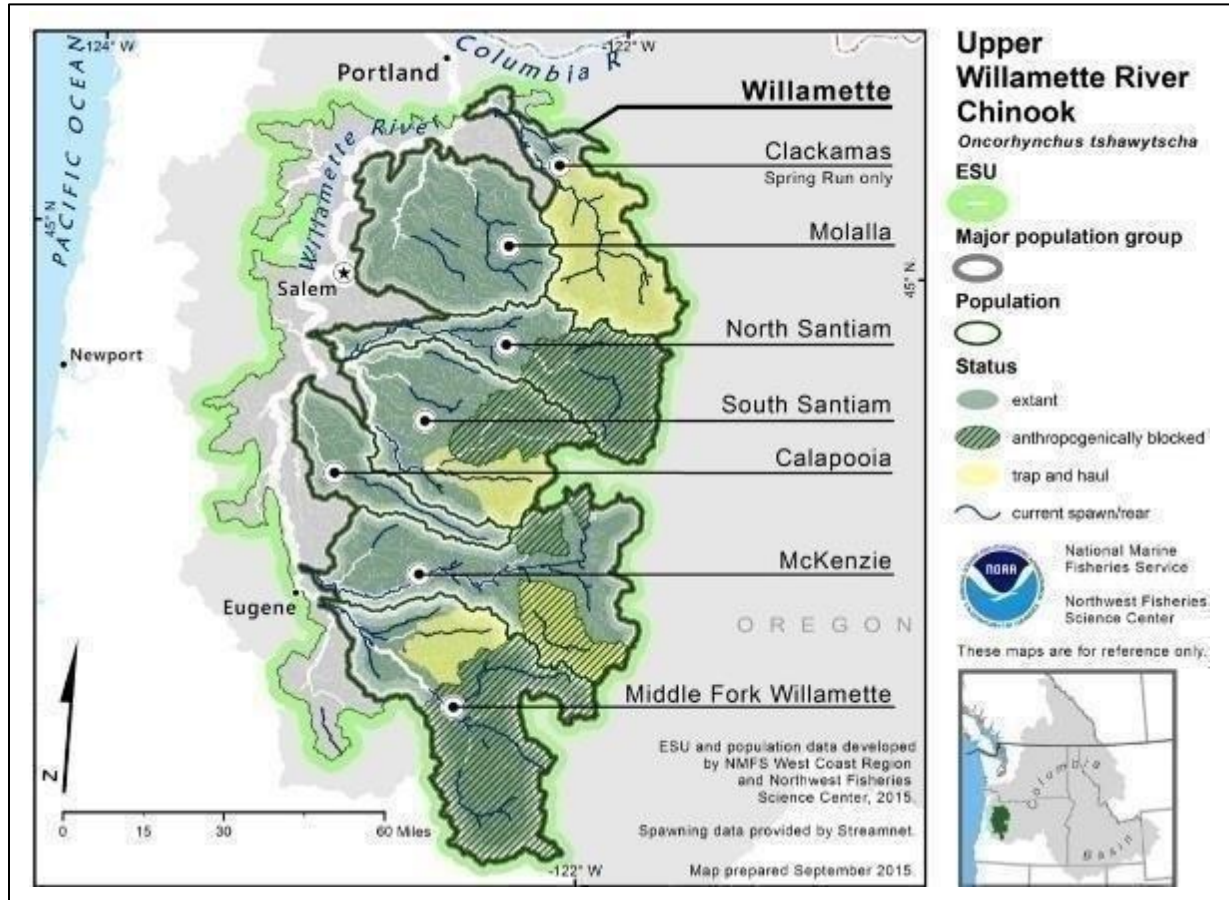 -124° W
-122° W
Columbia R
Portland
PACIFIC OCEAN
Willamette River
Willamette
Clackamas
Spring Run only
45° N
Molalla
Salem
45° N
North Santiam
Newport
South Santiam
Calapooia
McKenzie
Eugene
OREGON
Middle Fork Willamette
ESU and population data developed
by NMFS West Coast Region
and Northwest Fisheries
Science Center, 2015.
Spawning data provided by Streamnet.
Map prepared September 2015.
N
0 15 30 60 Miles
-122° W
Upper
Willamette River
Chinook
Oncorhynchus tshawytscha
ESU
Major population group
Population
Status
extant
anthropogenically blocked
trap and haul
current spawn/rear
NOAA
National Marine
Fisheries Service
Northwest Fisheries
Science Center
These maps are for reference only.
Columbia
Basin